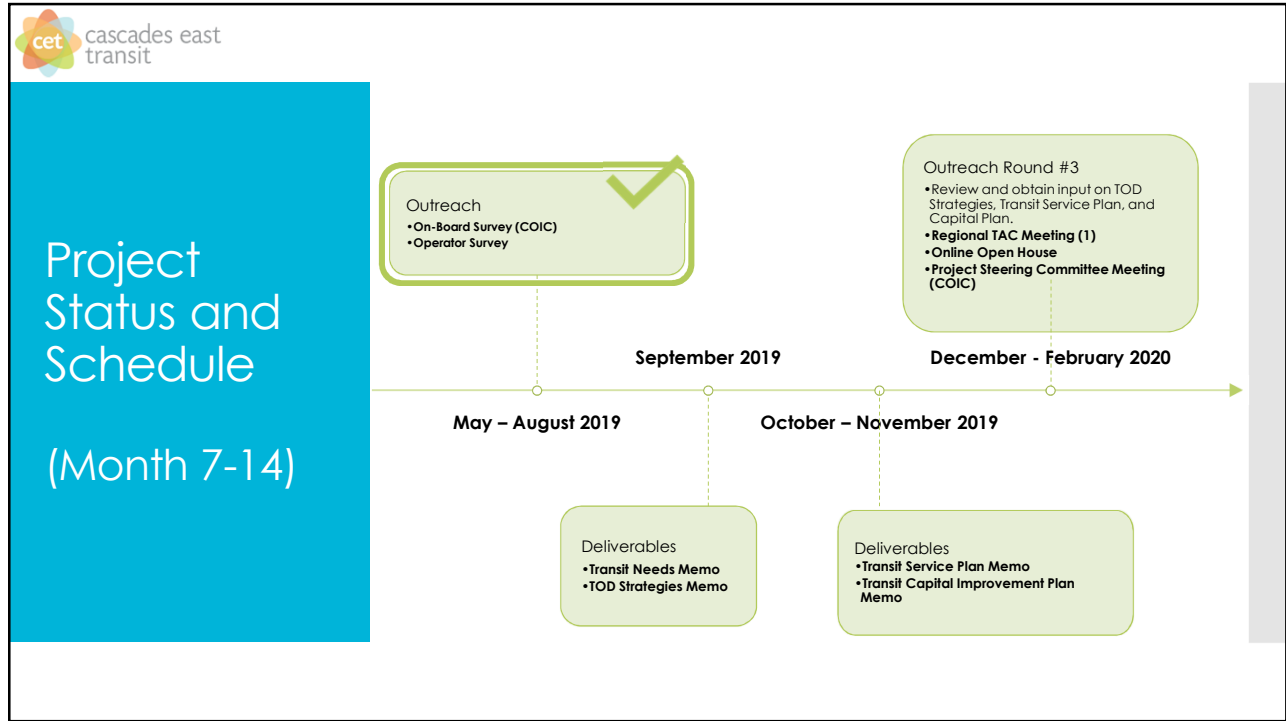 cet
cascades east
transit
Project
Status and
Schedule
(Month 7-14)
Outreach
•On-Board Survey (COIC)
•Operator Survey
Outreach Round #3
•Review and obtain input on TOD
Strategies, Transit Service Plan, and
Capital Plan.
•Regional TAC Meeting (1)
•Online Open House
•Project Steering Committee Meeting
(COIC)
September 2019
December - February 2020
May – August 2019
October – November 2019
Deliverables
•Transit Needs Memo
•TOD Strategies Memo
Deliverables
•Transit Service Plan Memo
•Transit Capital Improvement Plan
Memo